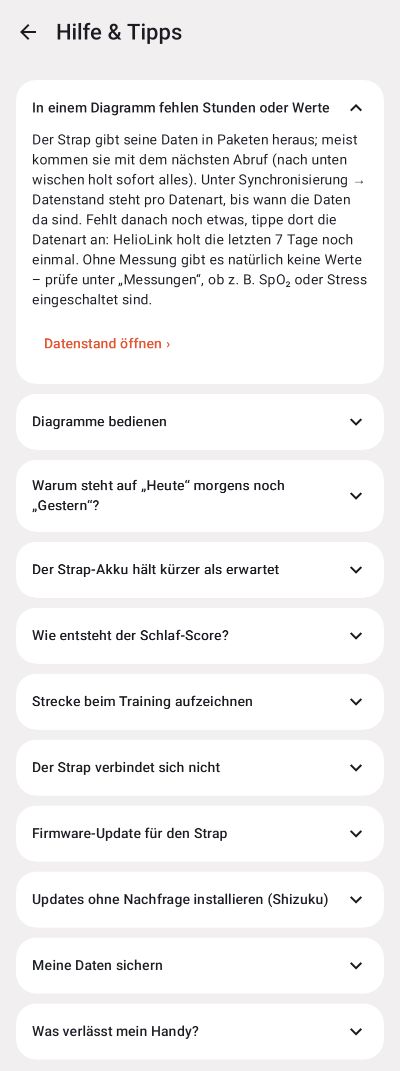 Hilfe & Tipps
In einem Diagramm fehlen Stunden oder Werte
Der Strap gibt seine Daten in Paketen heraus; meist
kommen sie mit dem nächsten Abruf (nach unten
wischen holt sofort alles). Unter Synchronisierung →
Datenstand steht pro Datenart, bis wann die Daten
da sind. Fehlt danach noch etwas, tippe dort die
Datenart an: HelioLink holt die letzten 7 Tage noch
einmal. Ohne Messung gibt es natürlich keine Werte
– prüfe unter „Messungen“, ob z. B. SpO₂ oder Stress
eingeschaltet sind.
Datenstand öffnen ›
Diagramme bedienen
Warum steht auf „Heute“ morgens noch
„Gestern“?
Der Strap-Akku hält kürzer als erwartet
Wie entsteht der Schlaf-Score?
Strecke beim Training aufzeichnen
Der Strap verbindet sich nicht
Firmware-Update für den Strap
Updates ohne Nachfrage installieren (Shizuku)
Meine Daten sichern
Was verlässt mein Handy?